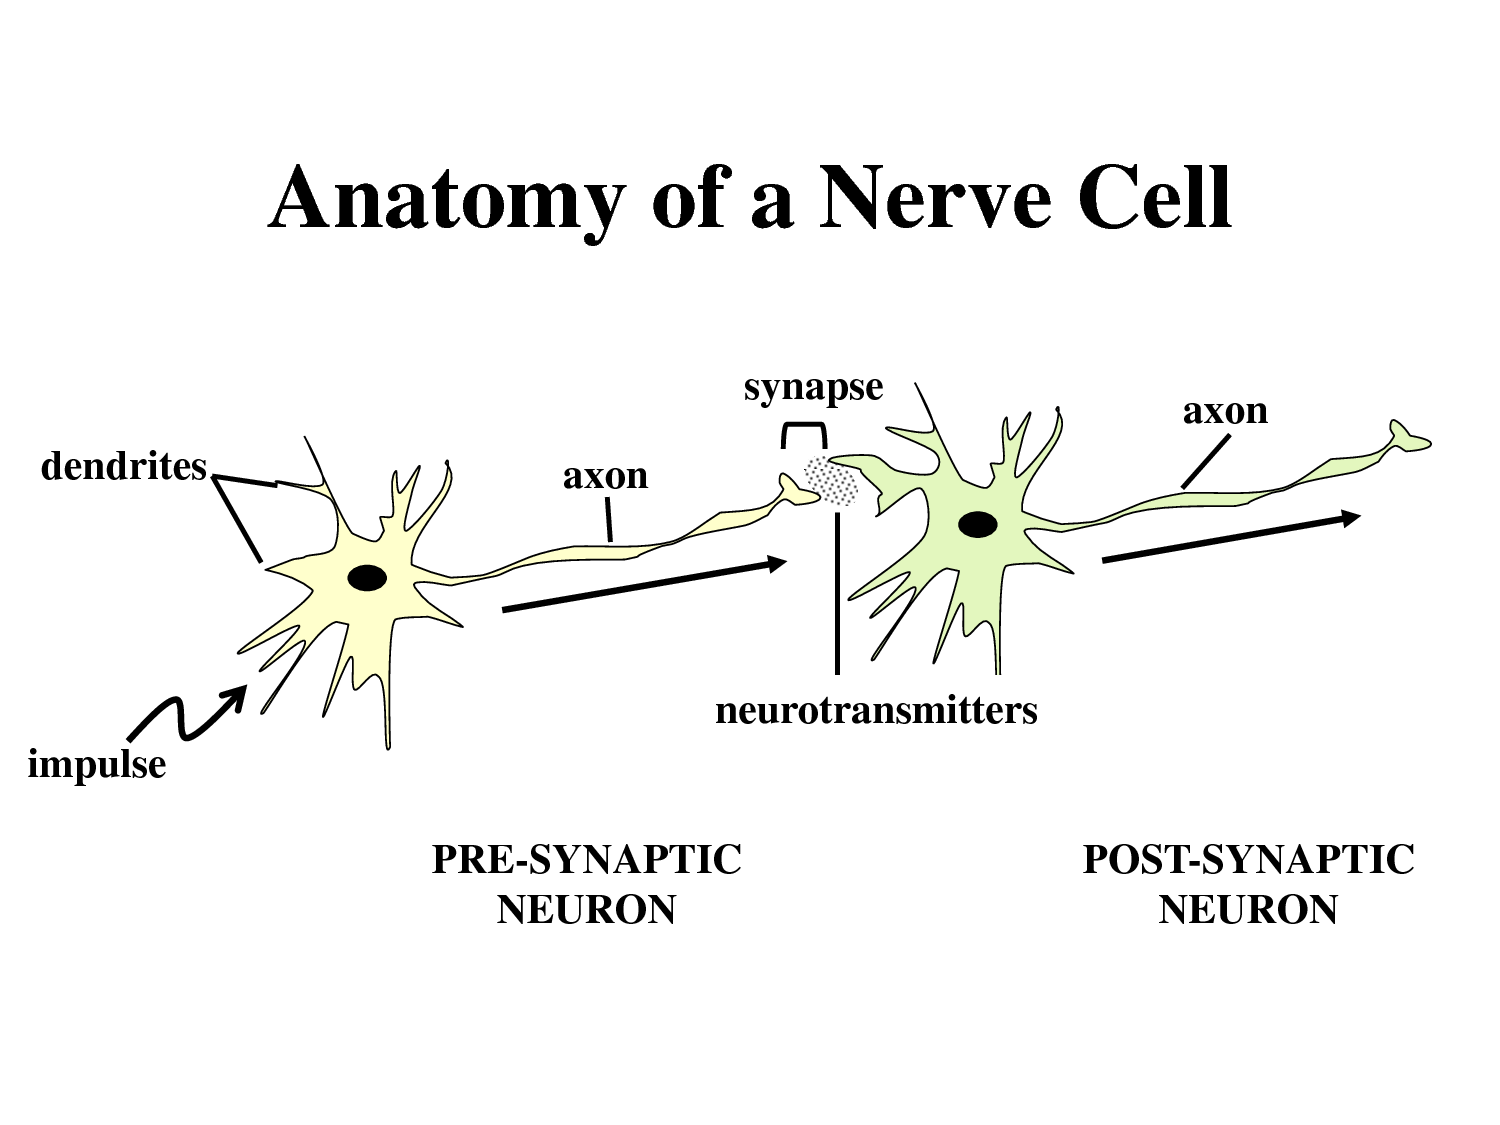 Anatomy of a Nerve Cell
synapse
axon
dendrites
axon
neurotransmitters
impulse
PRE-SYNAPTIC
NEURON
POST-SYNAPTIC
NEURON